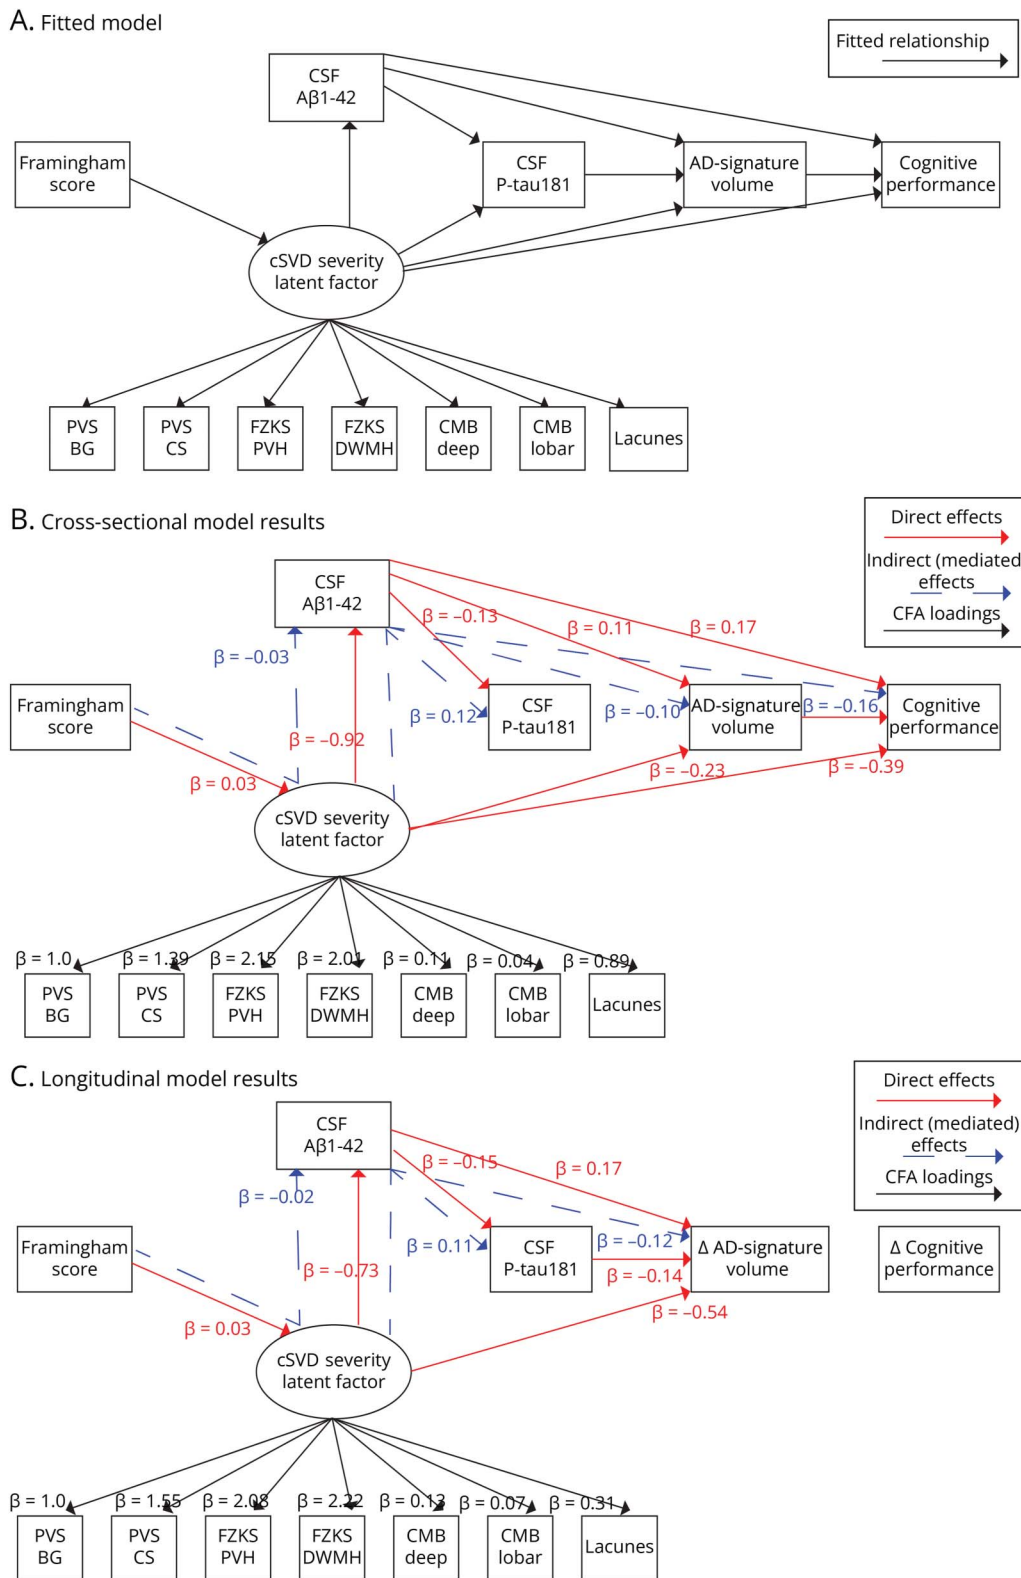 A. Fitted model
Fitted relationship
CSF
Aβ1-42
Framingham
score
CSF
P-tau181
AD-signature
volume
Cognitive
performance
cSVD severity
latent factor
PVS
BG
PVS
CS
FZKS
PVH
FZKS
DWMH
CMB
deep
CMB
lobar
Lacunes
B. Cross-sectional model results
Direct effects
Indirect (mediated)
effects
CFA loadings
CSF
Aβ1-42
β = –0.13
β = 0.11
β = 0.17
β = –0.03
Framingham
score
β = 0.12
CSF
P-tau181
β = –0.10
AD-signature
volume
β = –0.16
Cognitive
performance
β = –0.92
β = 0.03
β = –0.23
β = –0.39
cSVD severity
latent factor
β = 1.0
β = 1.39
β = 2.15
β = 2.01
β = 0.11
β = 0.04
β = 0.89
PVS
BG
PVS
CS
FZKS
PVH
FZKS
DWMH
CMB
deep
CMB
lobar
Lacunes
C. Longitudinal model results
Direct effects
Indirect (mediated)
effects
CFA loadings
CSF
Aβ1-42
β = –0.15
β = 0.17
β = –0.02
Framingham
score
β = 0.11
CSF
P-tau181
β = –0.12
Δ AD-signature
volume
Δ Cognitive
performance
β = –0.73
β = –0.14
β = –0.54
β = 0.03
cSVD severity
latent factor
β = 1.0
β = 1.55
β = 2.08
β = 2.22
β = 0.13
β = 0.07
β = 0.31
PVS
BG
PVS
CS
FZKS
PVH
FZKS
DWMH
CMB
deep
CMB
lobar
Lacunes